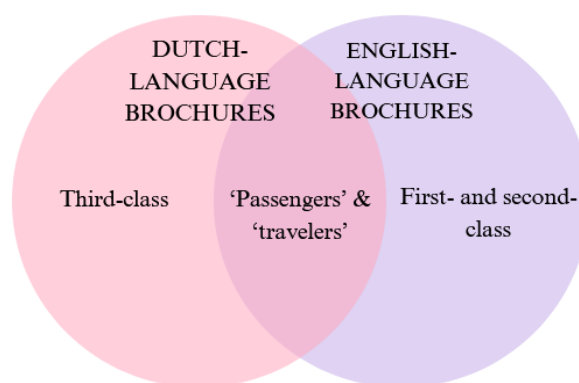 DUTCH-
LANGUAGE
BROCHURES
ENGLISH-
LANGUAGE
BROCHURES
Third-class
‘Passengers’ &
‘travelers’
First- and second-
class